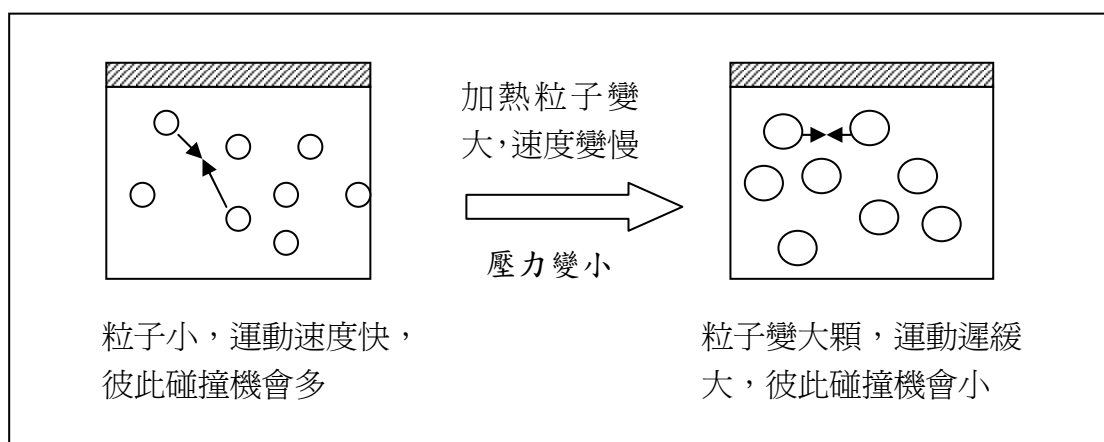 加熱粒子變
大，速度變慢
壓力變小
粒子小，運動速度快，
彼此碰撞機會多
粒子變大顆，運動遲緩
大，彼此碰撞機會小